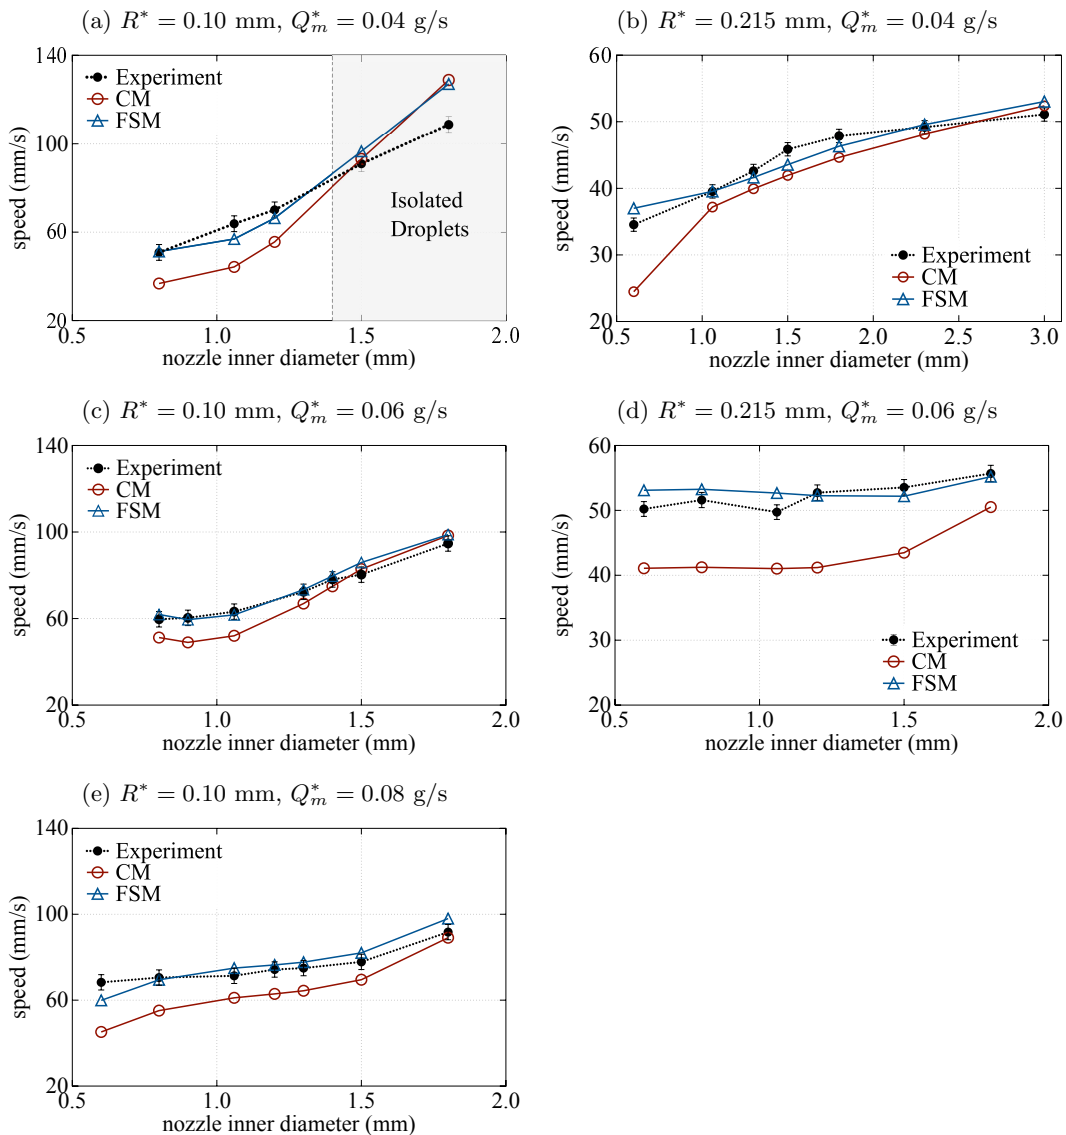 (a) R* = 0.10 mm, Q*m = 0.04 g/s
140
100
60
20
speed (mm/s)
Experiment
CM
FSM
Isolated
Droplets
0.5 1.0 1.5 2.0
nozzle inner diameter (mm)
(b) R* = 0.215 mm, Q*m = 0.04 g/s
60
50
40
30
20
speed (mm/s)
Experiment
CM
FSM
0.5 1.0 1.5 2.0 2.5 3.0
nozzle inner diameter (mm)
(c) R* = 0.10 mm, Q*m = 0.06 g/s
140
100
60
20
speed (mm/s)
Experiment
CM
FSM
0.5 1.0 1.5 2.0
nozzle inner diameter (mm)
(d) R* = 0.215 mm, Q*m = 0.06 g/s
60
50
40
30
20
speed (mm/s)
Experiment
CM
FSM
0.5 1.0 1.5 2.0
nozzle inner diameter (mm)
(e) R* = 0.10 mm, Q*m = 0.08 g/s
140
100
60
20
speed (mm/s)
Experiment
CM
FSM
0.5 1.0 1.5 2.0
nozzle inner diameter (mm)